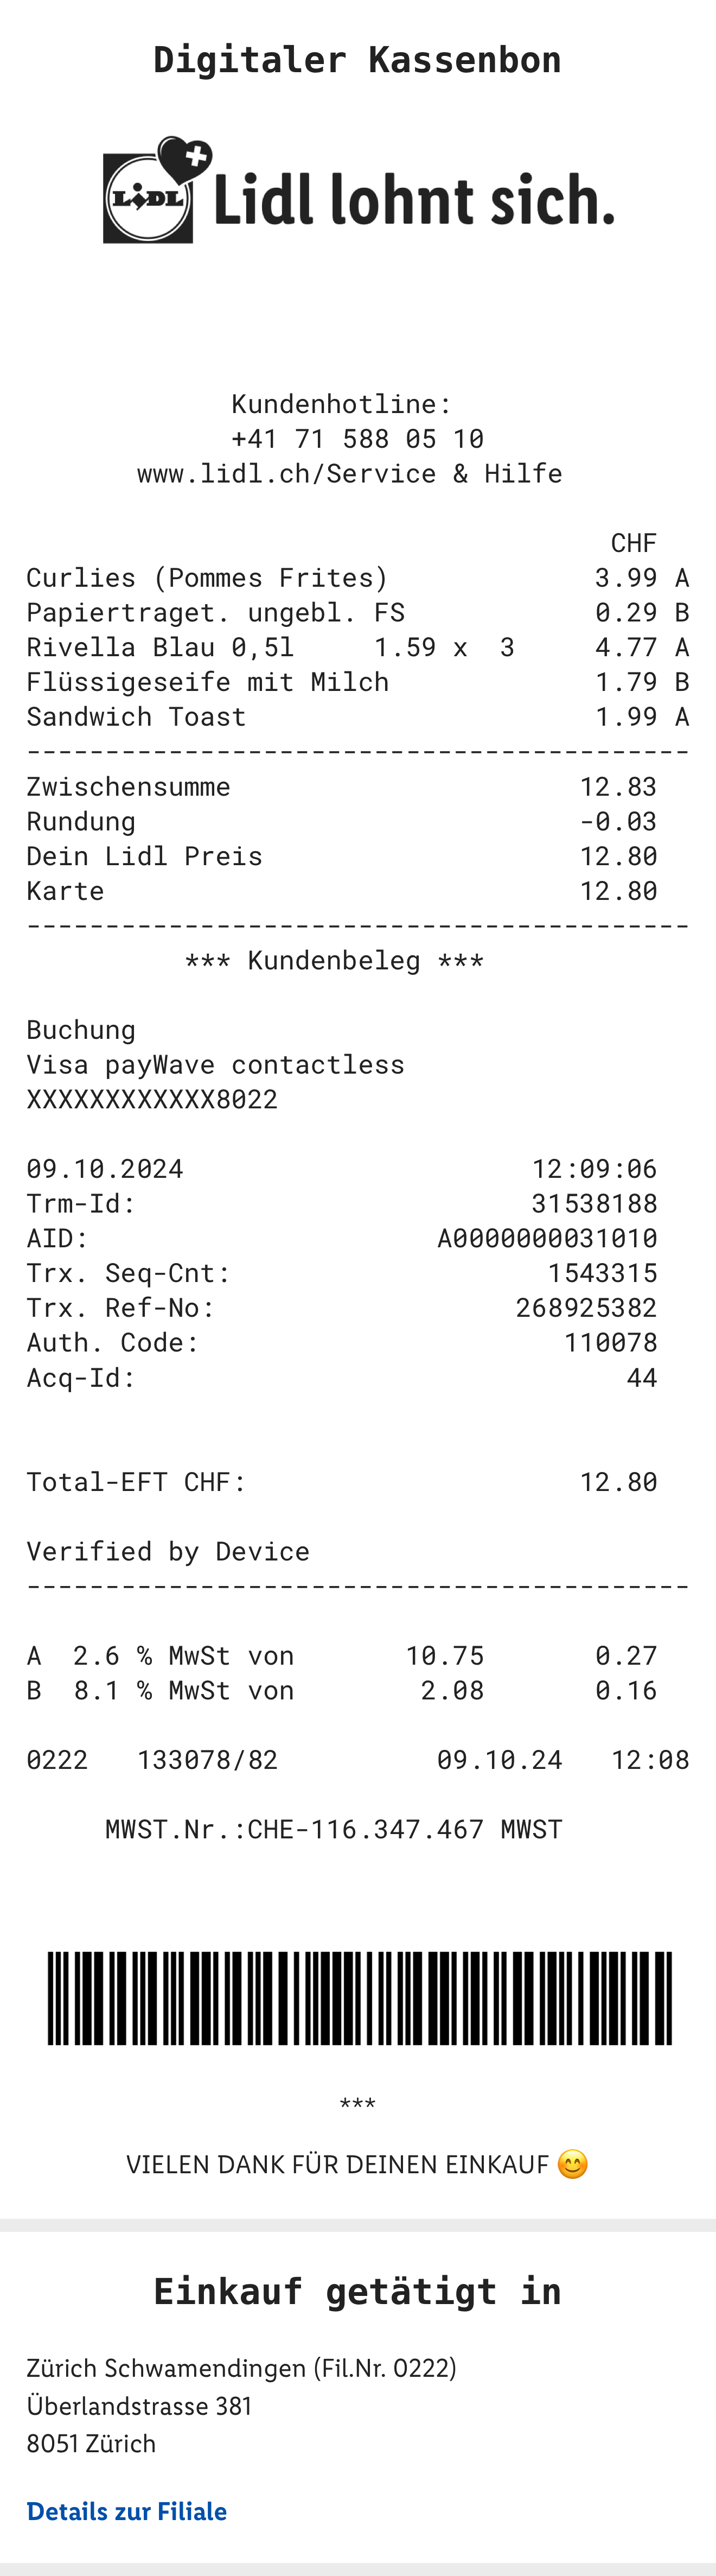 Digitaler Kassenbon
LIDL Lidl lohnt sich.
Kundenhotline:
+41 71 588 05 10
www.lidl.ch/Service & Hilfe
CHF
Curlies (Pommes Frites) 3.99 A
Papiertraget. ungebl. FS 0.29 B
Rivella Blau 0,5l 1.59 x 3 4.77 A
Flüssigeseife mit Milch 1.79 B
Sandwich Toast 1.99 A
------------------------------------------
Zwischensumme 12.83
Rundung -0.03
Dein Lidl Preis 12.80
Karte 12.80
------------------------------------------
*** Kundenbeleg ***
Buchung
Visa payWave contactless
XXXXXXXXXXXX8022
09.10.2024 12:09:06
Trm-Id: 31538188
AID: A0000000031010
Trx. Seq-Cnt: 1543315
Trx. Ref-No: 268925382
Auth. Code: 110078
Acq-Id: 44
Total-EFT CHF: 12.80
Verified by Device
------------------------------------------
A 2.6 % MwSt von 10.75 0.27
B 8.1 % MwSt von 2.08 0.16
0222 133078/82 09.10.24 12:08
MWST.Nr.:CHE-116.347.467 MWST
***
VIELEN DANK FÜR DEINEN EINKAUF 😊
Einkauf getätigt in
Zürich Schwamendingen (Fil.Nr. 0222)
Überlandstrasse 381
8051 Zürich
Details zur Filiale